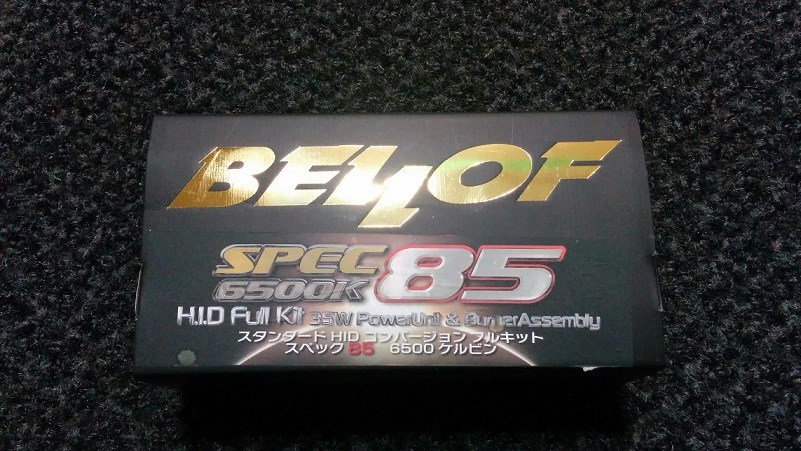 BELLOF
SPEC 85
6500K
H.I.D Full Kit 35W PowerUnit & BurnerAssembly
スタンダード HID コンバージョン フルキット
スペック 85 6500 ケルビン